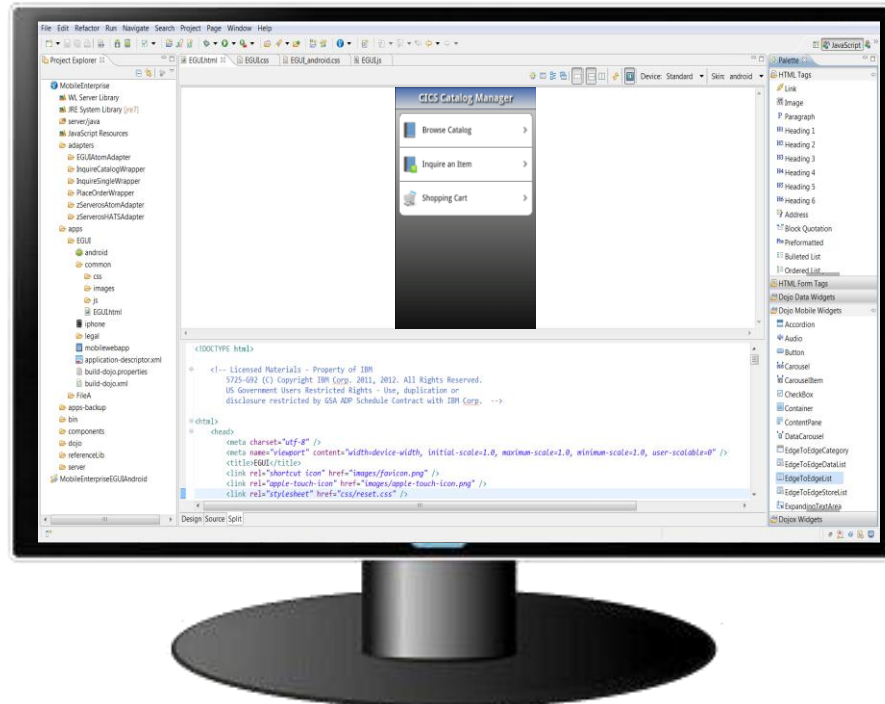 File Edit Refactor Run Navigate Search Project Page Window Help
JavaScript
Project Explorer
EGUI.html EGUI.css EGUI_android.css EGUI.js
Palette
Device: Standard Skin: android
MobileEnterprise
WL Server Library
JRE System Library [jre7]
server/java
JavaScript Resources
adapters
EGUIAtomAdapter
InquireCatalogWrapper
InquireSingleWrapper
PlaceOrderWrapper
zServerosAtomAdapter
zServerosHATSAdapter
apps
EGUI
android
common
css
images
js
EGUI.html
iphone
legal
mobilewebapp
application-descriptor.xml
build-dojo.properties
build-dojo.xml
FileA
apps-backup
bin
components
dojo
referenceLib
server
MobileEnterpriseEGUIAndroid
CICS Catalog Manager
Browse Catalog
Inquire an Item
Shopping Cart
<!DOCTYPE html>
<!-- Licensed Materials - Property of IBM
5725-G92 (C) Copyright IBM Corp. 2011, 2012. All Rights Reserved.
US Government Users Restricted Rights - Use, duplication or
disclosure restricted by GSA ADP Schedule Contract with IBM Corp. -->
<html>
<head>
<meta charset="utf-8" />
<meta name="viewport" content="width=device-width, initial-scale=1.0, maximum-scale=1.0, minimum-scale=1.0, user-scalable=0" />
<title>EGUI</title>
<link rel="shortcut icon" href="images/favicon.png" />
<link rel="apple-touch-icon" href="images/apple-touch-icon.png" />
<link rel="stylesheet" href="css/reset.css" />
Design Source Split
HTML Tags
Link
Image
Paragraph
Heading 1
Heading 2
Heading 3
Heading 4
Heading 5
Heading 6
Address
Block Quotation
Preformatted
Bulleted List
Ordered List
HTML Form Tags
Dojo Data Widgets
Dojo Mobile Widgets
Accordion
Audio
Button
Carousel
CarouselItem
CheckBox
Container
ContentPane
DataCarousel
EdgeToEdgeCategory
EdgeToEdgeDataList
EdgeToEdgeList
EdgeToEdgeStoreList
ExpandingTextArea
Dojox Widgets